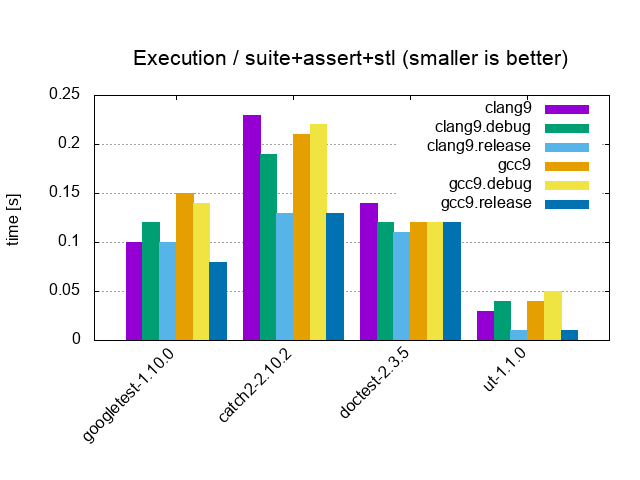 Execution / suite+assert+stl (smaller is better)
time [s]
0.25
0.2
0.15
0.1
0.05
0
clang9
clang9.debug
clang9.release
gcc9
gcc9.debug
gcc9.release
googletest-1.10.0
catch2-2.10.2
doctest-2.3.5
ut-1.1.0